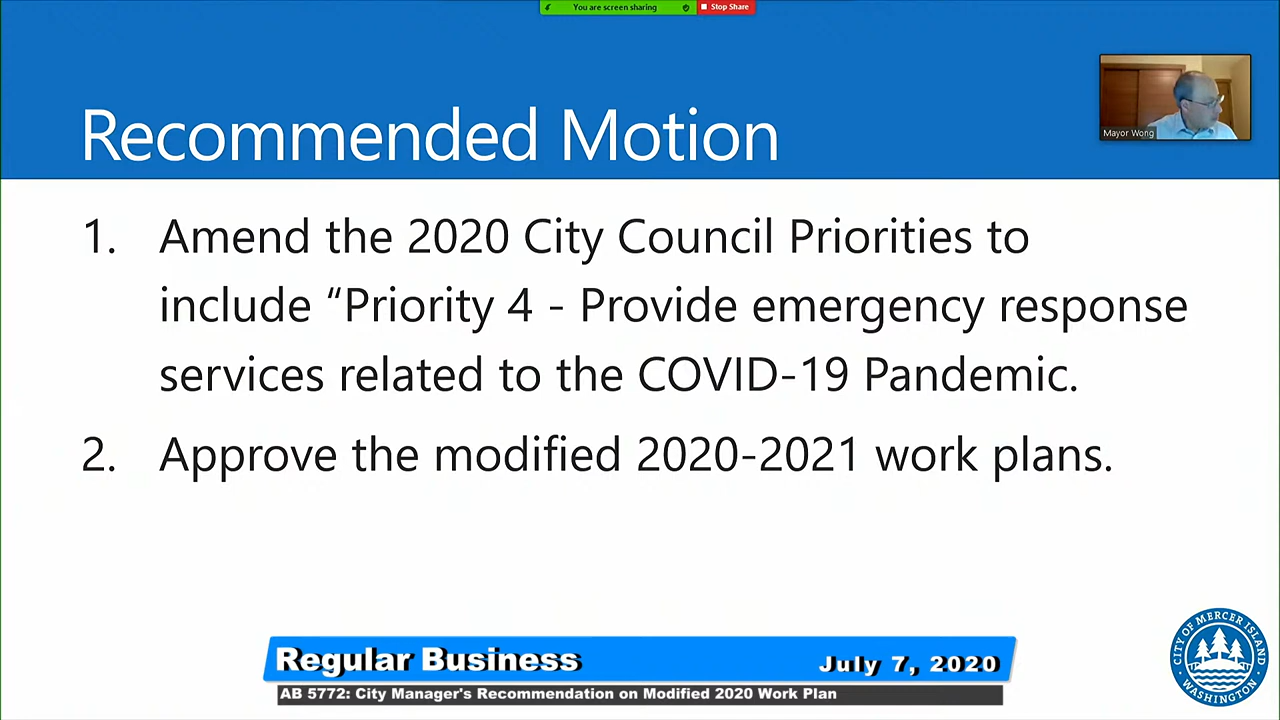 You are screen sharing
Stop Share
Recommended Motion
Mayor Wong
1. Amend the 2020 City Council Priorities to
include “Priority 4 - Provide emergency response
services related to the COVID-19 Pandemic.
2. Approve the modified 2020-2021 work plans.
Regular Business
July 7, 2020
AB 5772: City Manager's Recommendation on Modified 2020 Work Plan
CITY OF MERCER ISLAND
WASHINGTON